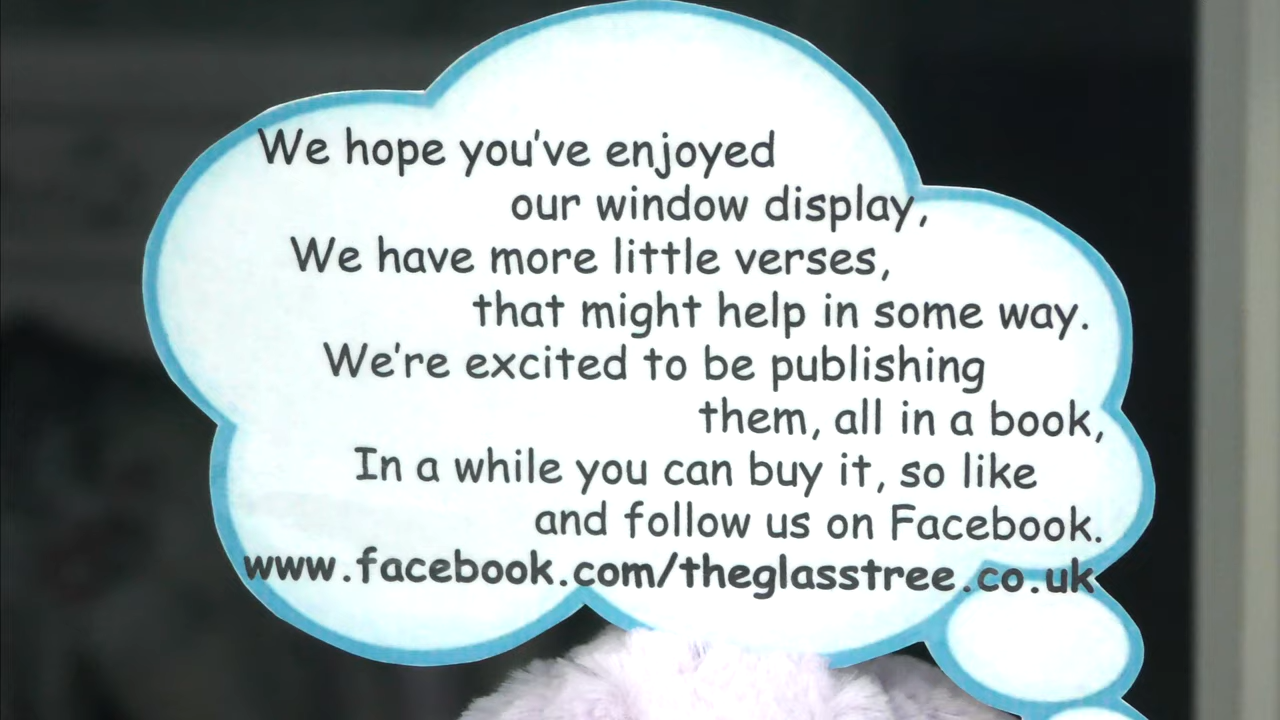 We hope you've enjoyed
our window display,
We have more little verses,
that might help in some way.
We're excited to be publishing
them, all in a book,
In a while you can buy it, so like
and follow us on Facebook.
www.facebook.com/theglasstree.co.uk